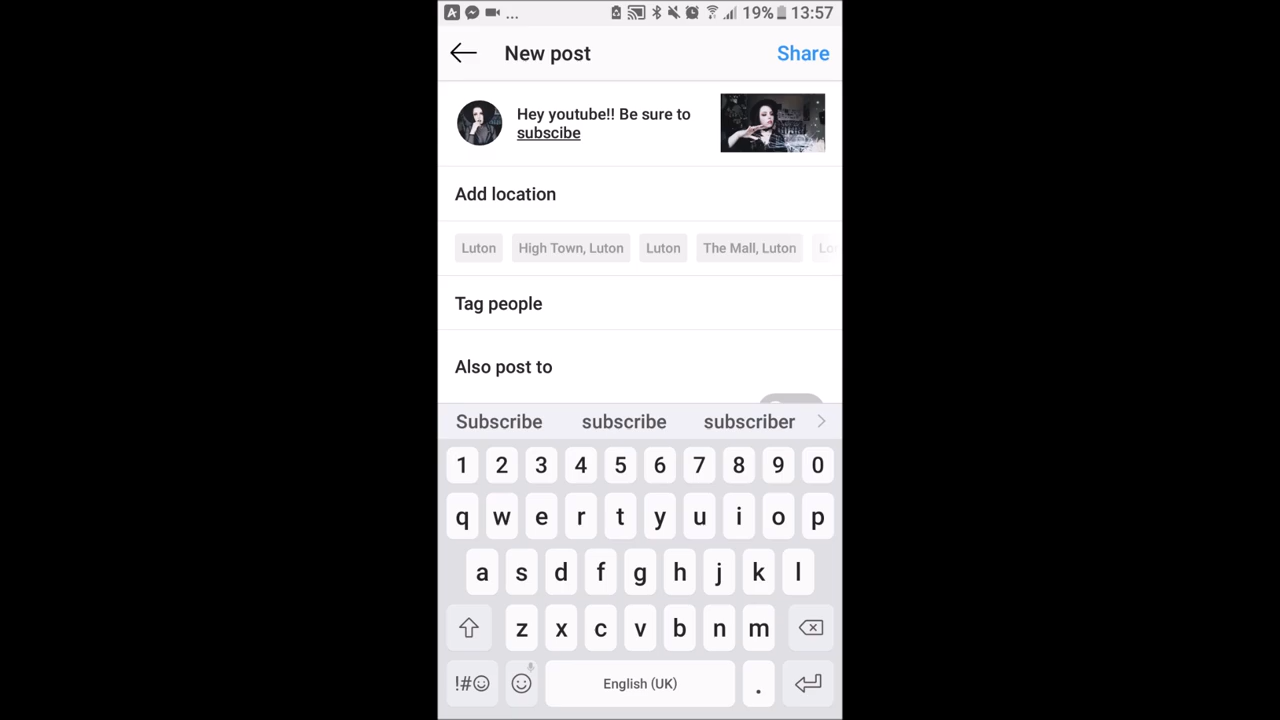 ... 19% 13:57
New post Share
Hey youtube!! Be sure to
subscibe
Add location
Luton High Town, Luton Luton The Mall, Luton
Tag people
Also post to
Subscribe subscribe subscriber
1 2 3 4 5 6 7 8 9 0
q w e r t y u i o p
a s d f g h j k l
z x c v b n m
!#☺ English (UK) .